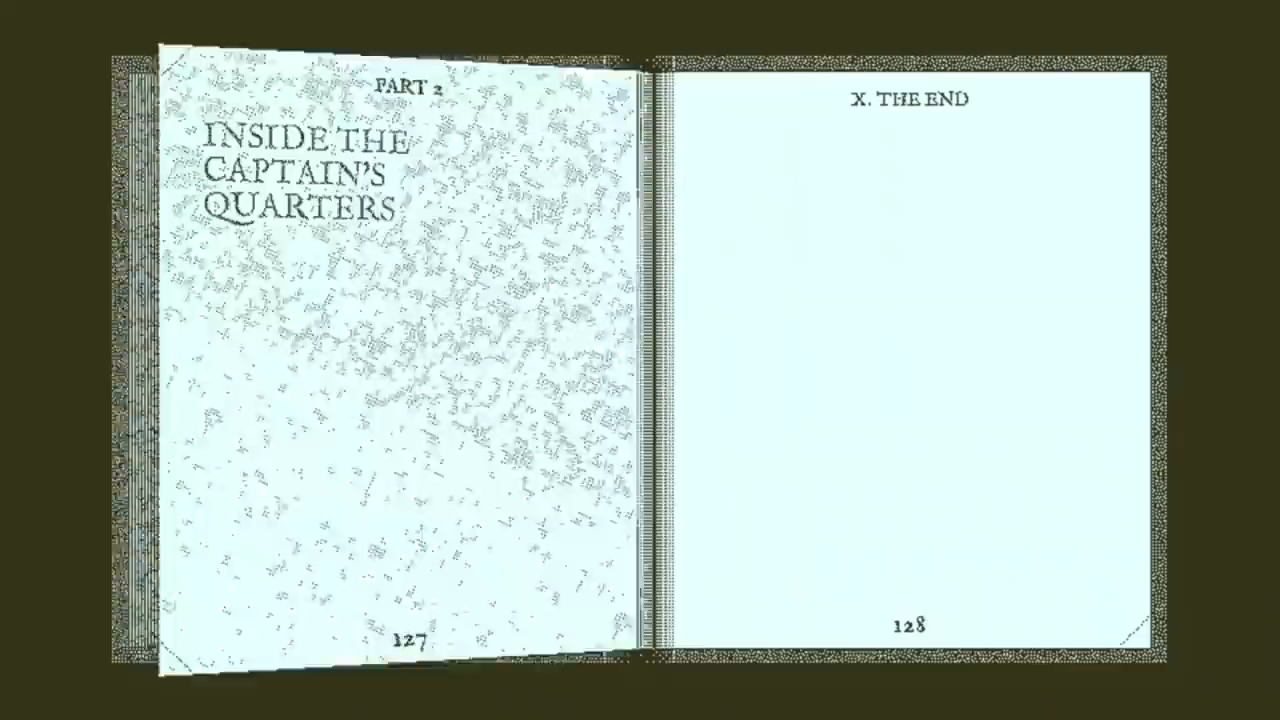 PART 2
INSIDE THE
CAPTAIN'S
QUARTERS
127
X. THE END
128